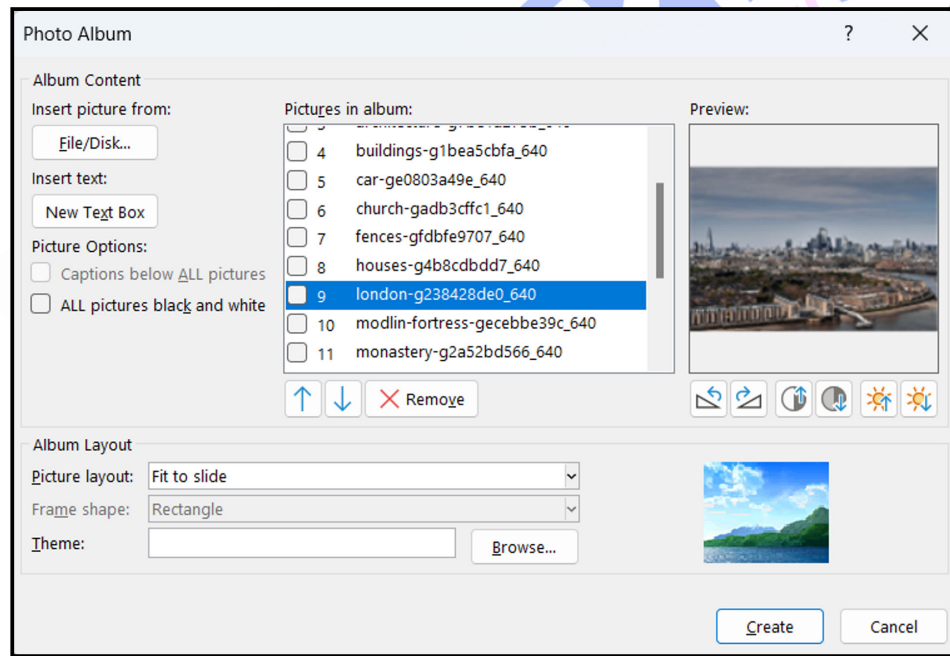 Photo Album
?
Album Content
Insert picture from:
File/Disk...
Insert text:
New Text Box
Picture Options:
Captions below ALL pictures
ALL pictures black and white
Pictures in album:
4 buildings-g1bea5cbfa_640
5 car-ge0803a49e_640
6 church-gadb3cffc1_640
7 fences-gfdbfe9707_640
8 houses-g4b8cdbdd7_640
9 london-g238428de0_640
10 modlin-fortress-gecebbe39c_640
11 monastery-g2a52bd566_640
Remove
Preview:
Album Layout
Picture layout: Fit to slide
Frame shape: Rectangle
Theme:
Browse...
Create
Cancel